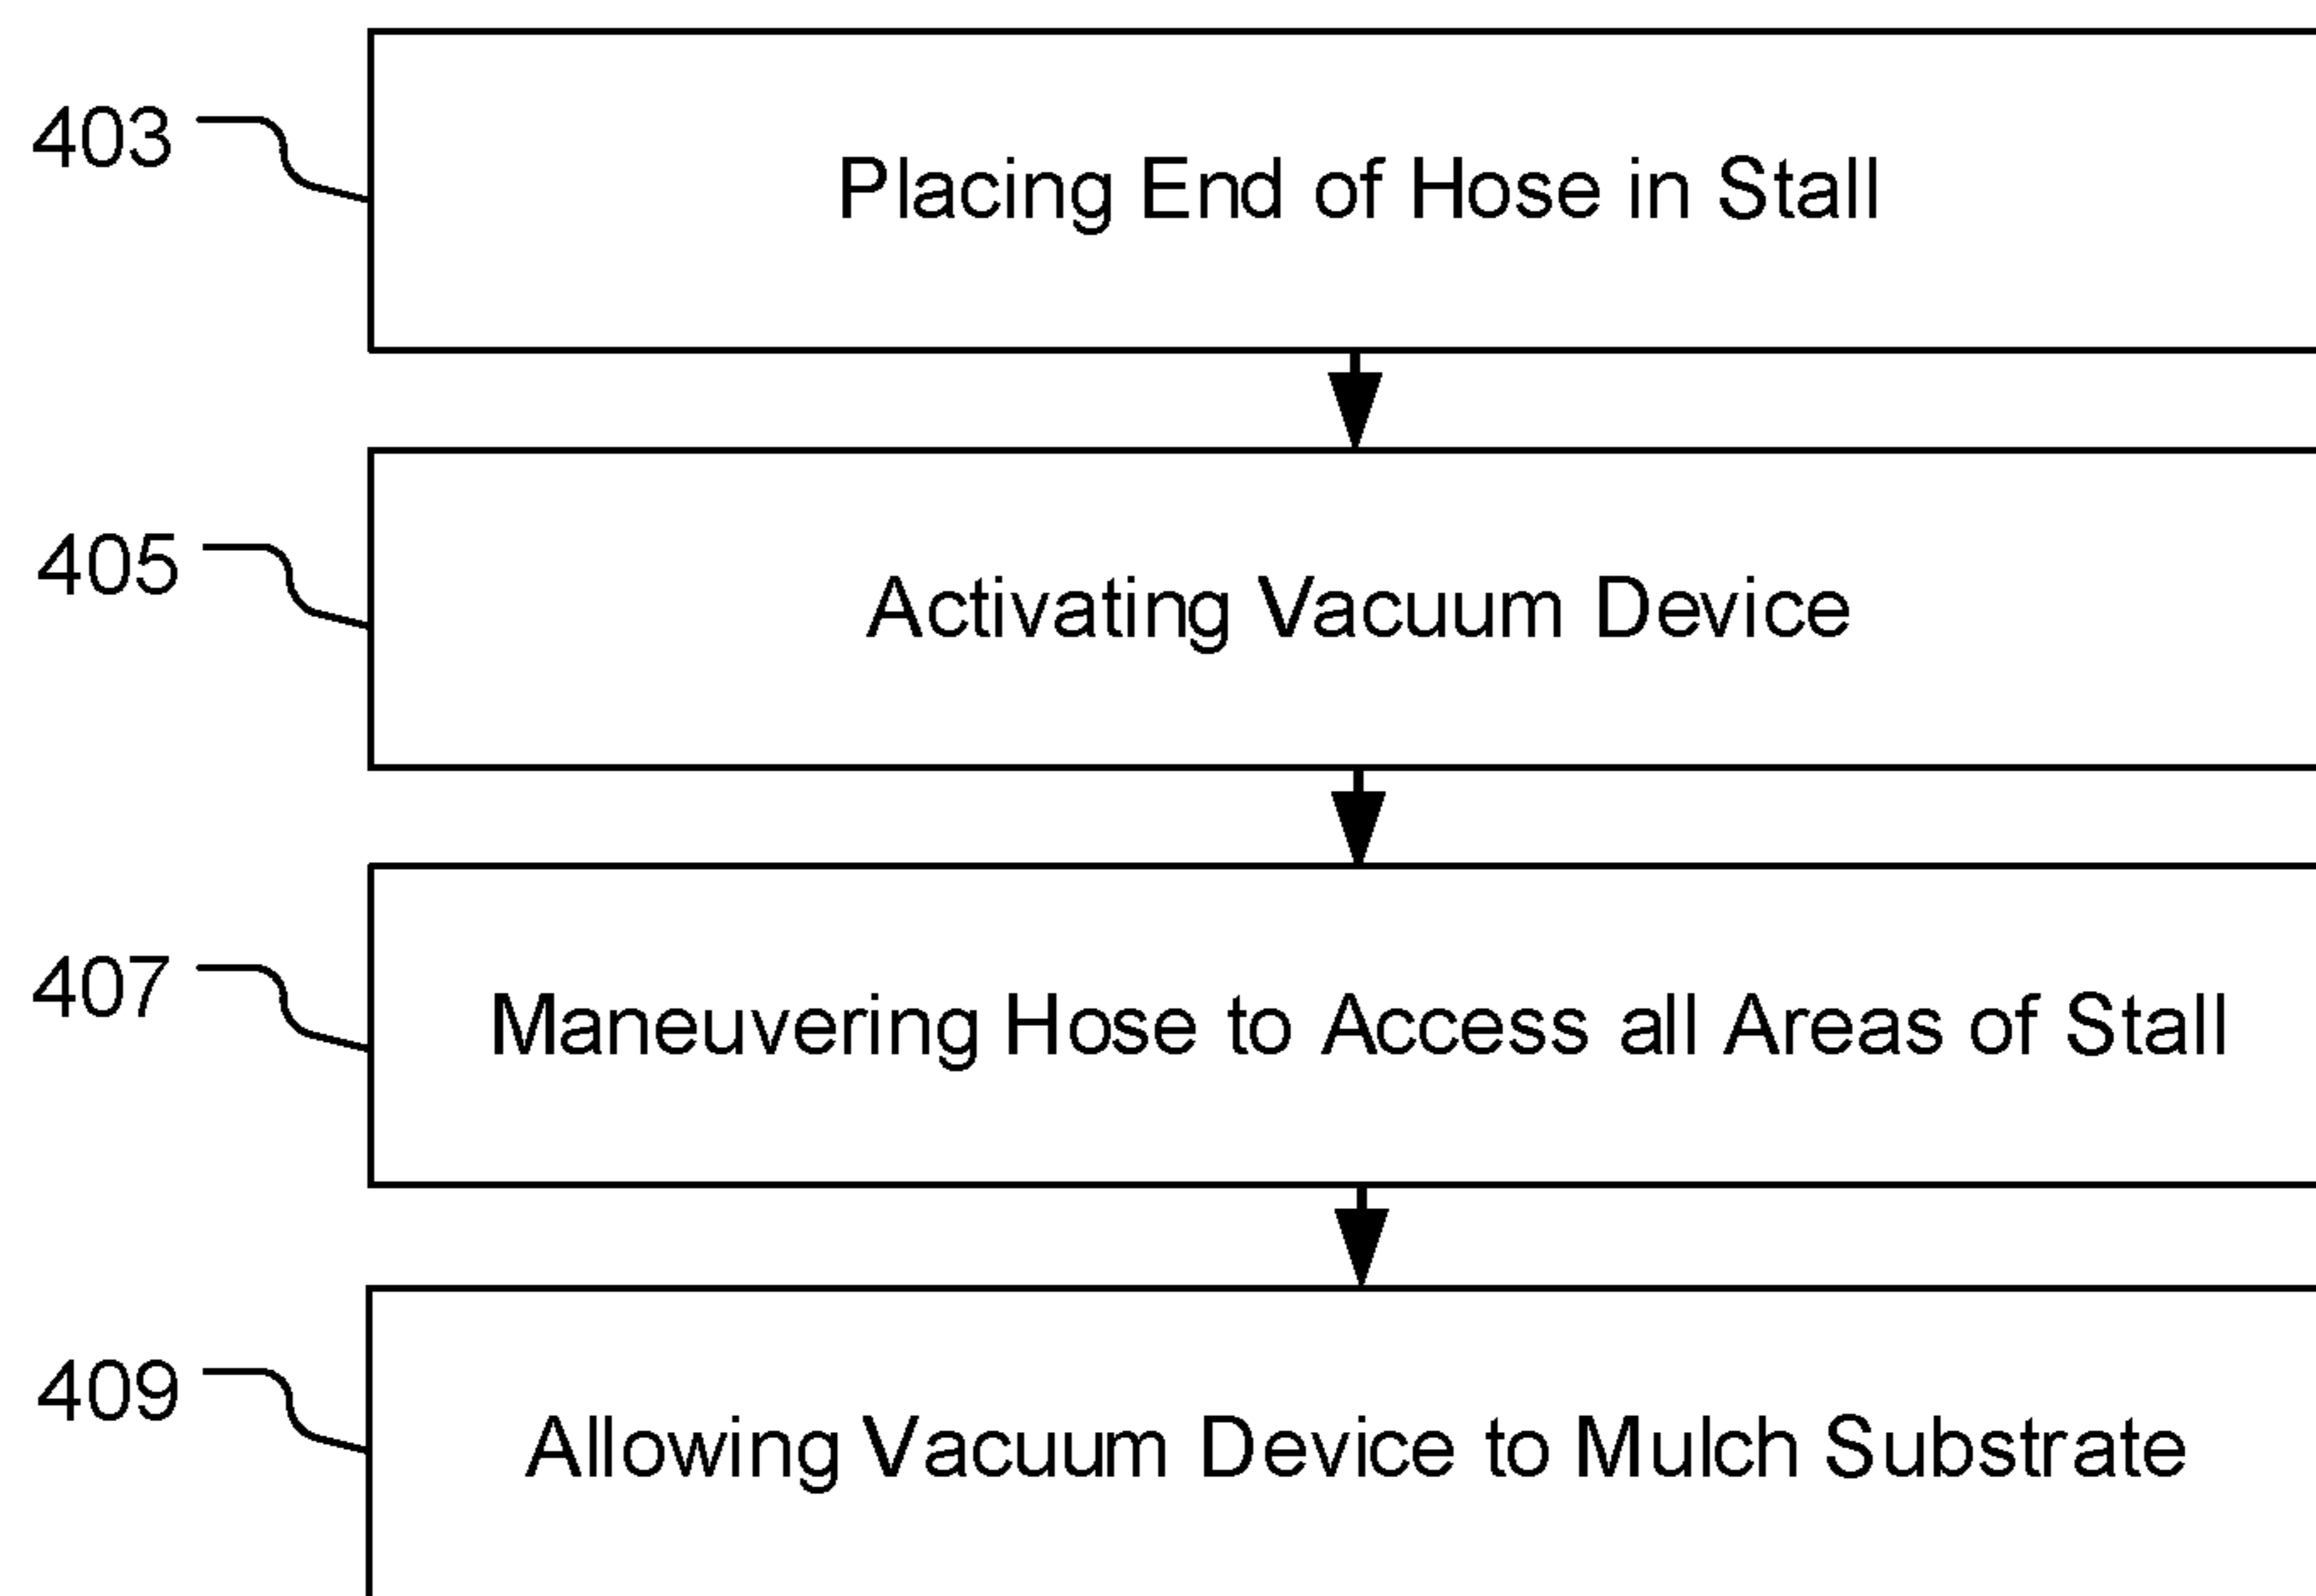 403
Placing End of Hose in Stall
405
Activating Vacuum Device
407
Maneuvering Hose to Access all Areas of Stall
409
Allowing Vacuum Device to Mulch Substrate